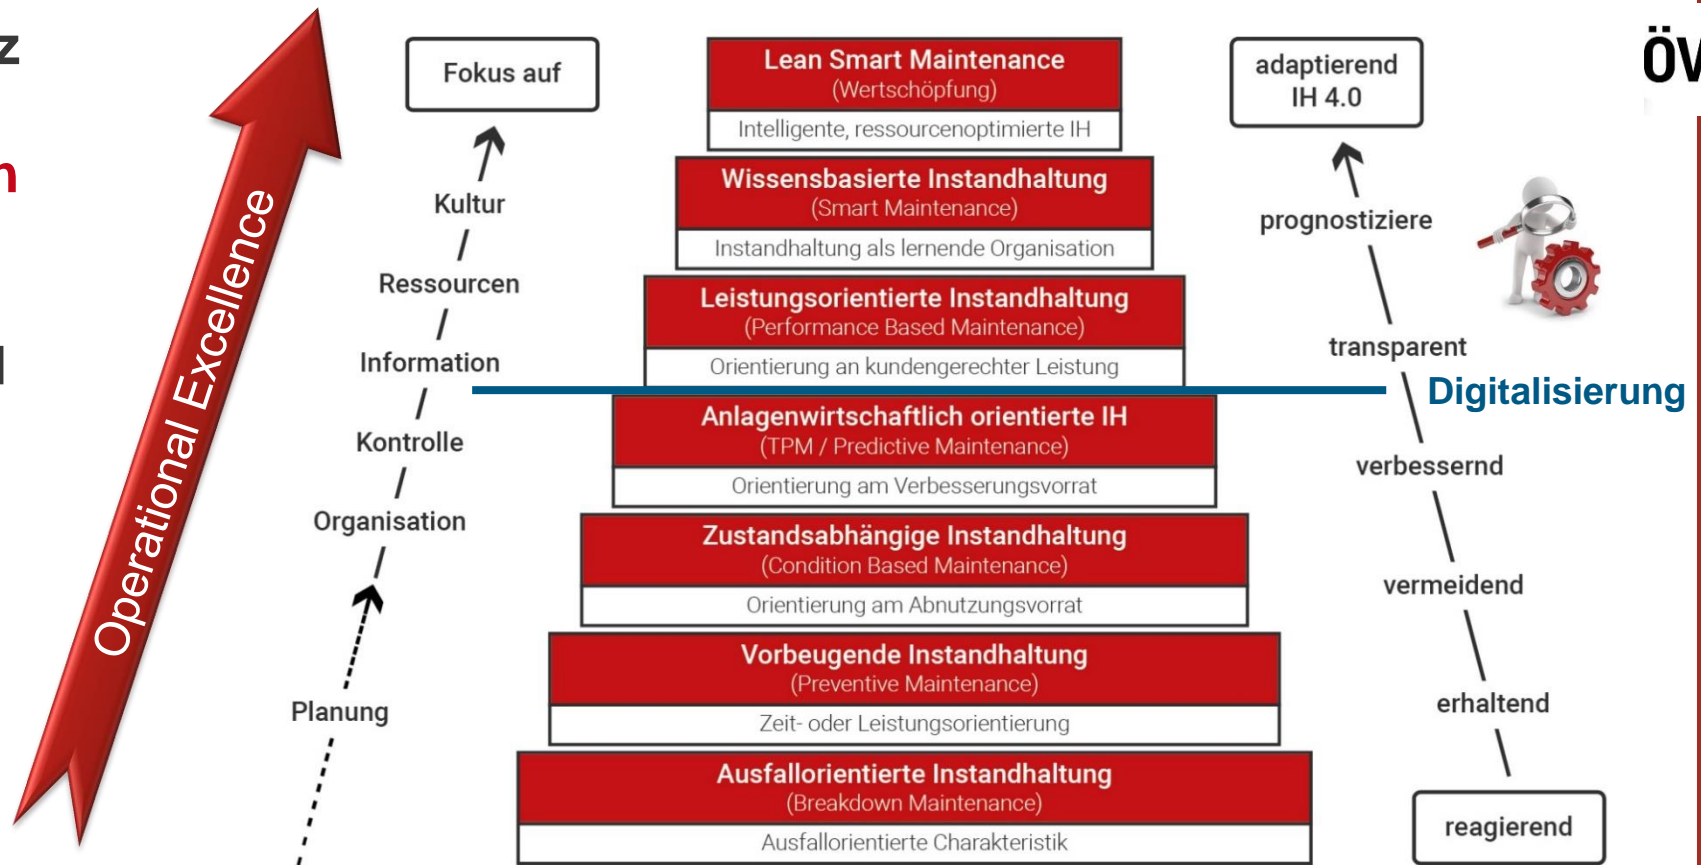 z
n
l
Operational Excellence
Fokus auf
Kultur
Ressourcen
Information
Kontrolle
Organisation
Planung
Lean Smart Maintenance
(Wertschöpfung)
Intelligente, ressourcenoptimierte IH
Wissensbasierte Instandhaltung
(Smart Maintenance)
Instandhaltung als lernende Organisation
Leistungsorientierte Instandhaltung
(Performance Based Maintenance)
Orientierung an kundengerechter Leistung
Anlagenwirtschaftlich orientierte IH
(TPM / Predictive Maintenance)
Orientierung am Verbesserungsvorrat
Zustandsabhängige Instandhaltung
(Condition Based Maintenance)
Orientierung am Abnutzungsvorrat
Vorbeugende Instandhaltung
(Preventive Maintenance)
Zeit- oder Leistungsorientierung
Ausfallorientierte Instandhaltung
(Breakdown Maintenance)
Ausfallorientierte Charakteristik
adaptierend
IH 4.0
prognostiziere
transparent
Digitalisierung
verbessernd
vermeidend
erhaltend
reagierend
ÖV